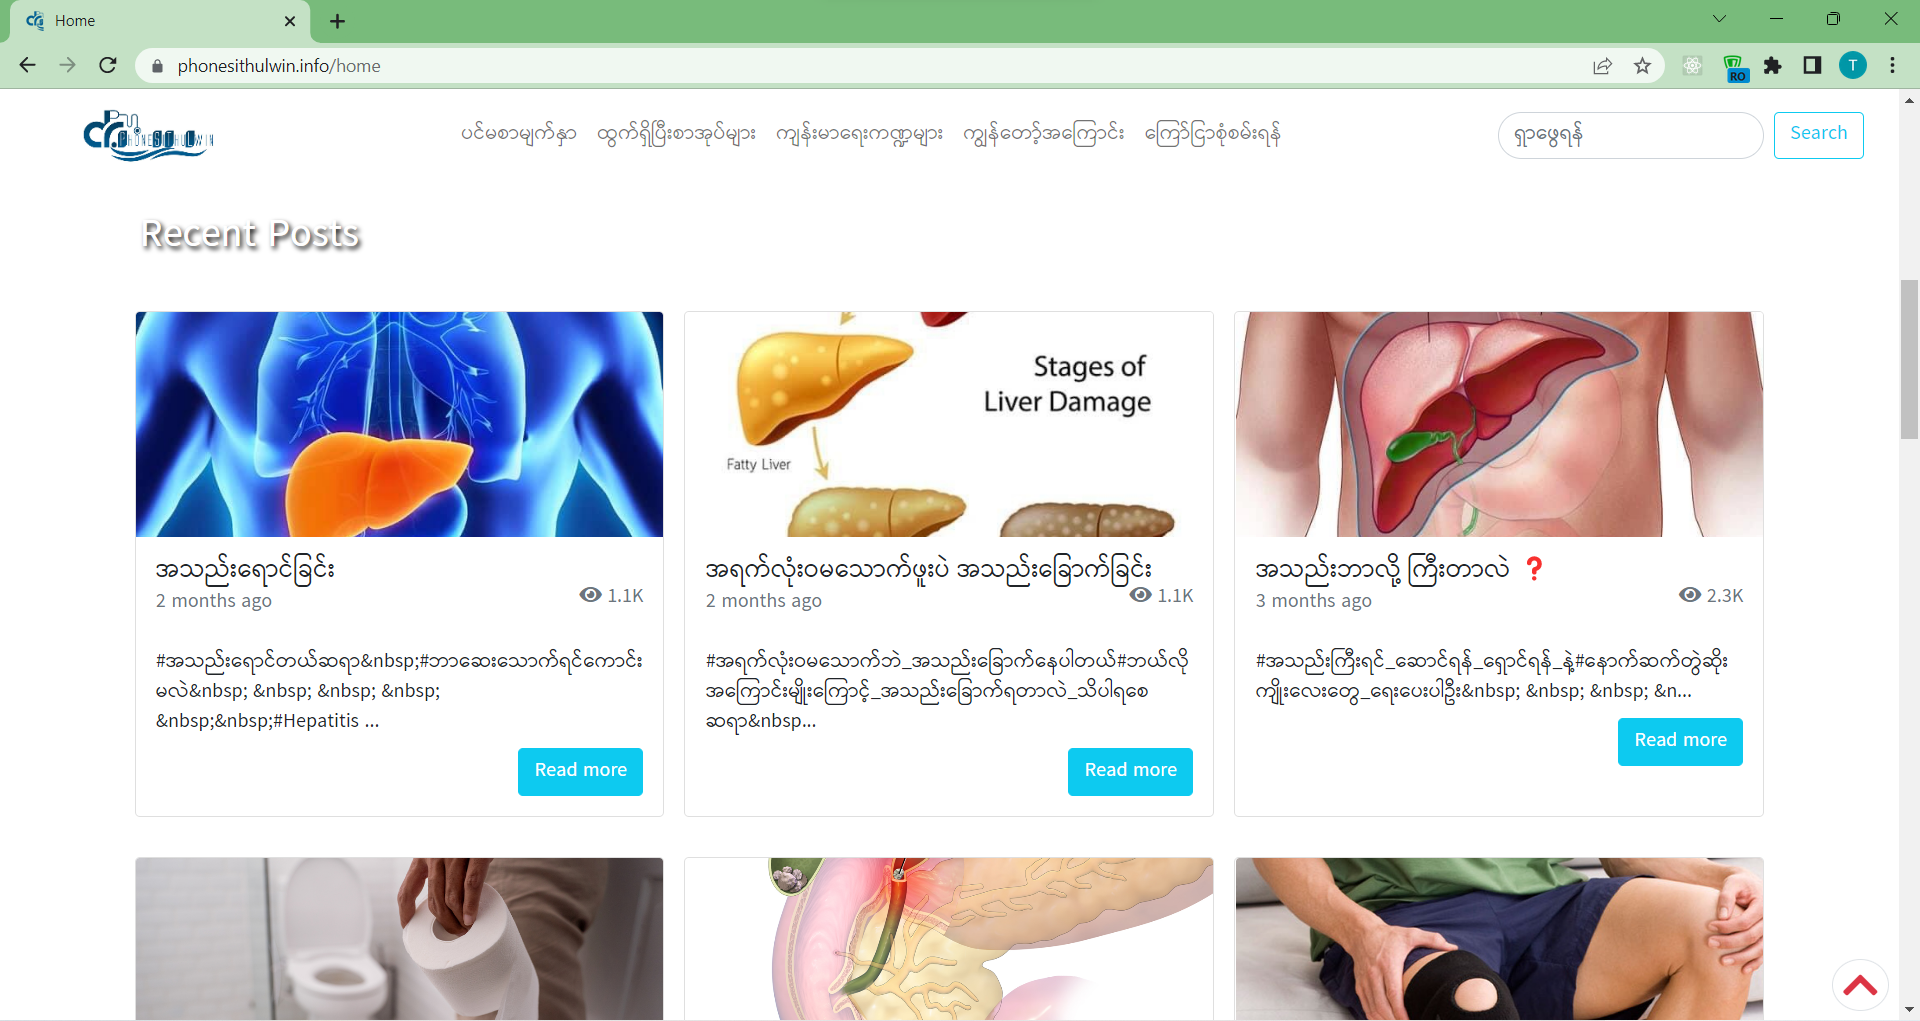 Home
phonesithulwin.info/home
RO
T
PHONESITHULWIN
ပင်မစာမျက်နှာ ထွက်ရှိပြီးစာအုပ်များ ကျန်းမာရေးကဏ္ဍများ ကျွန်တော့်အကြောင်း ကြော်ငြာစုံစမ်းရန်
ရှာဖွေရန်
Search
Recent Posts
Stages of
Liver Damage
Fatty Liver
အသည်းရောင်ခြင်း
2 months ago
1.1K
#အသည်းရောင်တယ်ဆရာ&nbsp;#ဘာဆေးသောက်ရင်ကောင်း
မလဲ&nbsp; &nbsp; &nbsp; &nbsp;
&nbsp;&nbsp;#Hepatitis ...
Read more
အရက်လုံးဝမသောက်ဖူးပဲ အသည်းခြောက်ခြင်း
2 months ago
1.1K
#အရက်လုံးဝမသောက်ဘဲ_အသည်းခြောက်နေပါတယ်#ဘယ်လို
အကြောင်းမျိုးကြောင့်_အသည်းခြောက်ရတာလဲ_သိပါရစေ
ဆရာ&nbsp...
Read more
အသည်းဘာလို့ ကြီးတာလဲ ❓
3 months ago
2.3K
#အသည်းကြီးရင်_ဆောင်ရန်_ရှောင်ရန်_နဲ့#နောက်ဆက်တွဲဆိုး
ကျိုးလေးတွေ_ရေးပေးပါဦး&nbsp; &nbsp; &nbsp; &n...
Read more